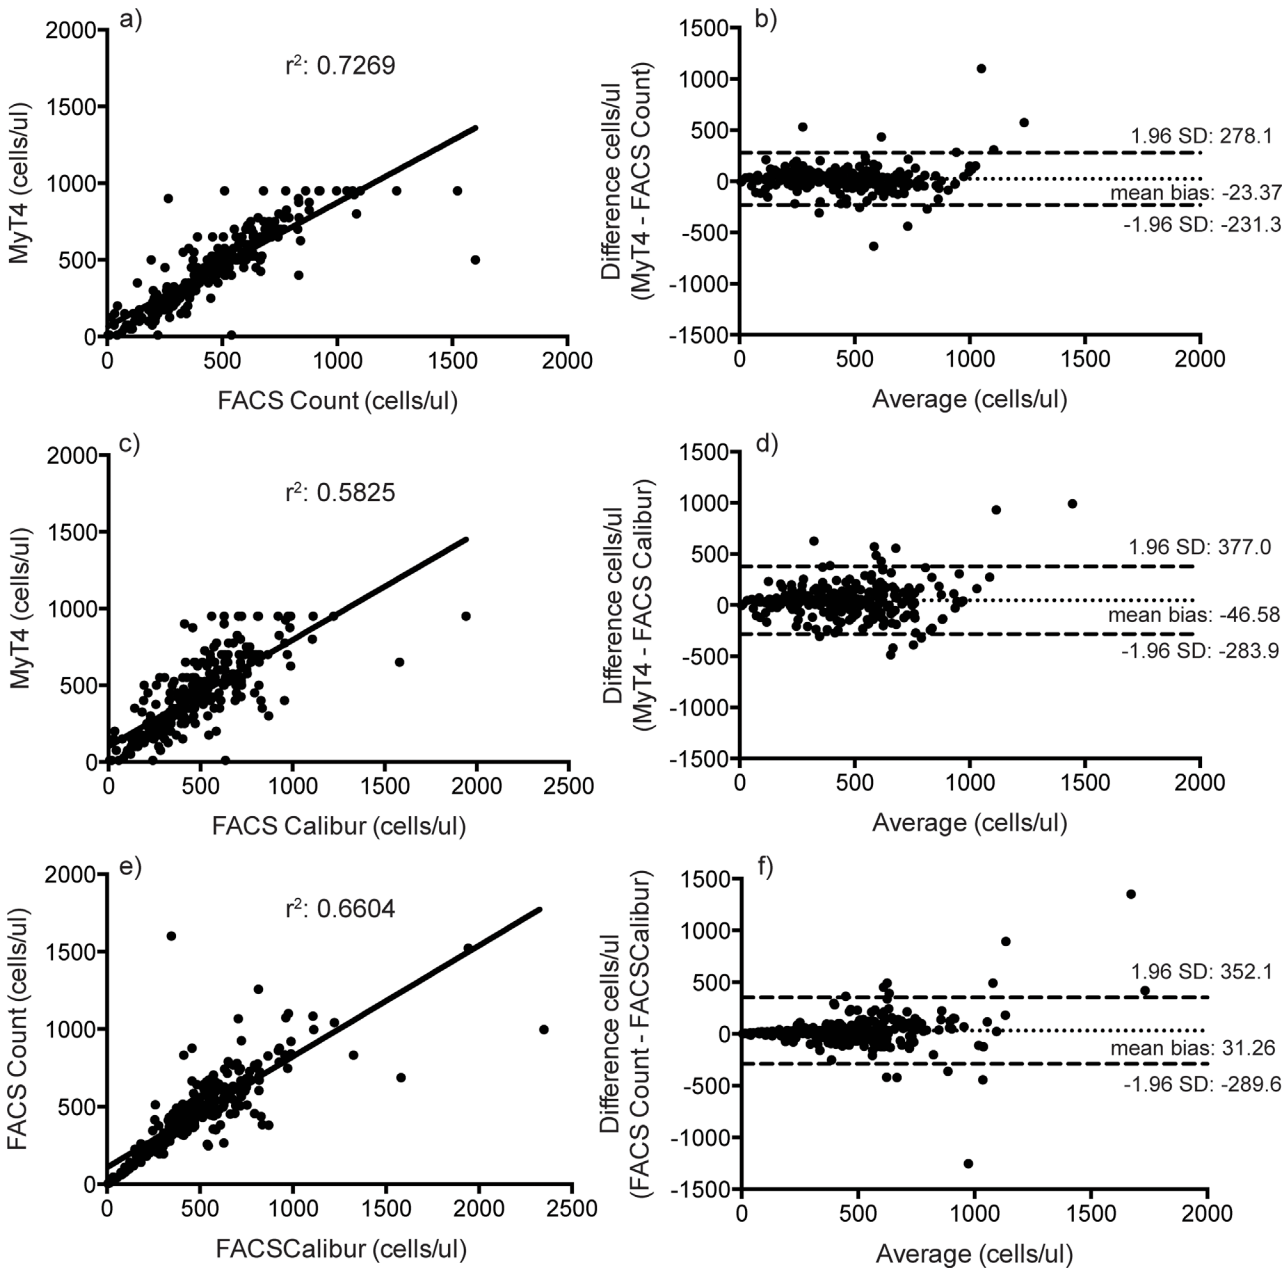 a)
r²: 0.7269
MyT4 (cells/ul)
2000
1500
1000
500
0
0 500 1000 1500 2000
FACS Count (cells/ul)
b)
Difference cells/ul
(MyT4 - FACS Count)
1500
1000
500
0
-500
-1000
-1500
1.96 SD: 278.1
mean bias: -23.37
-1.96 SD: -231.3
0 500 1000 1500 2000
Average (cells/ul)
c)
r²: 0.5825
MyT4 (cells/ul)
2000
1500
1000
500
0
0 500 1000 1500 2000 2500
FACS Calibur (cells/ul)
d)
Difference cells/ul
(MyT4 - FACS Calibur)
1500
1000
500
0
-500
-1000
-1500
1.96 SD: 377.0
mean bias: -46.58
-1.96 SD: -283.9
0 500 1000 1500 2000
Average (cells/ul)
e)
r²: 0.6604
FACS Count (cells/ul)
2000
1500
1000
500
0
0 500 1000 1500 2000 2500
FACSCalibur (cells/ul)
f)
Difference cells/ul
(FACS Count - FACSCalibur)
1500
1000
500
0
-500
-1000
-1500
1.96 SD: 352.1
mean bias: 31.26
-1.96 SD: -289.6
0 500 1000 1500 2000
Average (cells/ul)